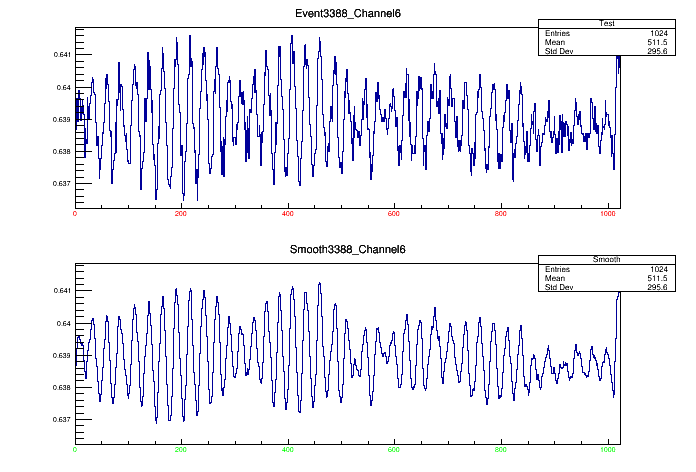 Event3388_Channel6
Test
Entries 1024
Mean 511.5
Std Dev 295.6
0.641
0.64
0.639
0.638
0.637
0 200 400 600 800 1000
Smooth3388_Channel6
Smooth
Entries 1024
Mean 511.5
Std Dev 295.6
0.641
0.64
0.639
0.638
0.637
0 200 400 600 800 1000